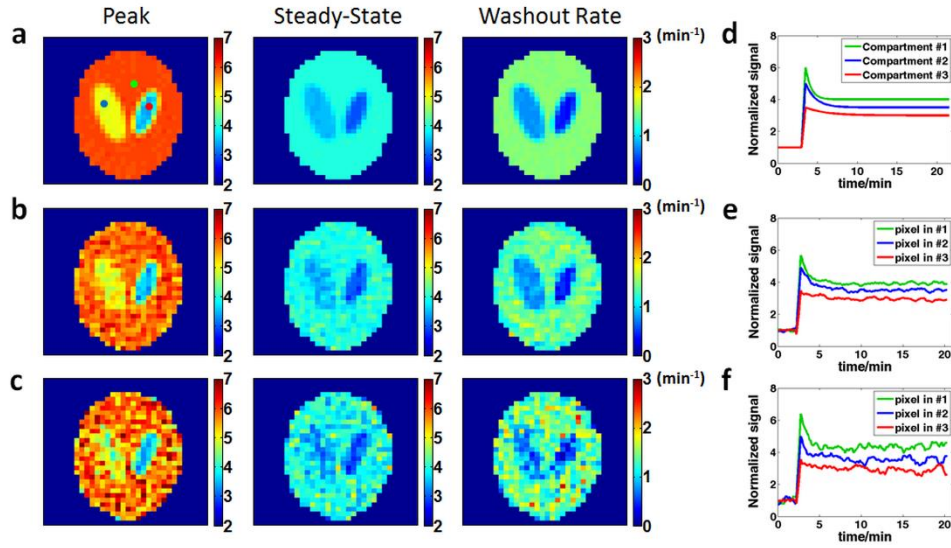 Peak Steady-State Washout Rate
a 7 6 5 4 3 2 7 6 5 4 3 2 3 (min⁻¹) 2 1 0
d Normalized signal 8 6 4 2 0 Compartment #1
Compartment #2
Compartment #3
0 5 10 15 20
time/min
b 7 6 5 4 3 2 7 6 5 4 3 2 3 (min⁻¹) 2 1 0
e Normalized signal 8 6 4 2 0 pixel in #1
pixel in #2
pixel in #3
0 5 10 15 20
time/min
c 7 6 5 4 3 2 7 6 5 4 3 2 3 (min⁻¹) 2 1 0
f Normalized signal 8 6 4 2 0 pixel in #1
pixel in #2
pixel in #3
0 5 10 15 20
time/min